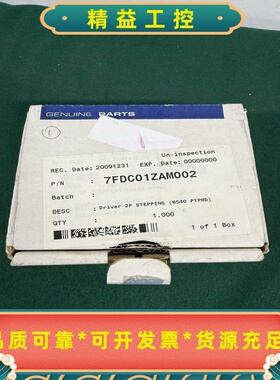 精益工控
GENUINE PARTS
Un-inspection
REC. Date: 20091231 EXP. Date: 00000000
P/N : 7FDC01ZAM002
Batch :
DESC : Driver 2P STEPPING (8540 PTPHD)
QTY : 1.000
1 of 1 Box
品质可靠*可开发票*货源充足